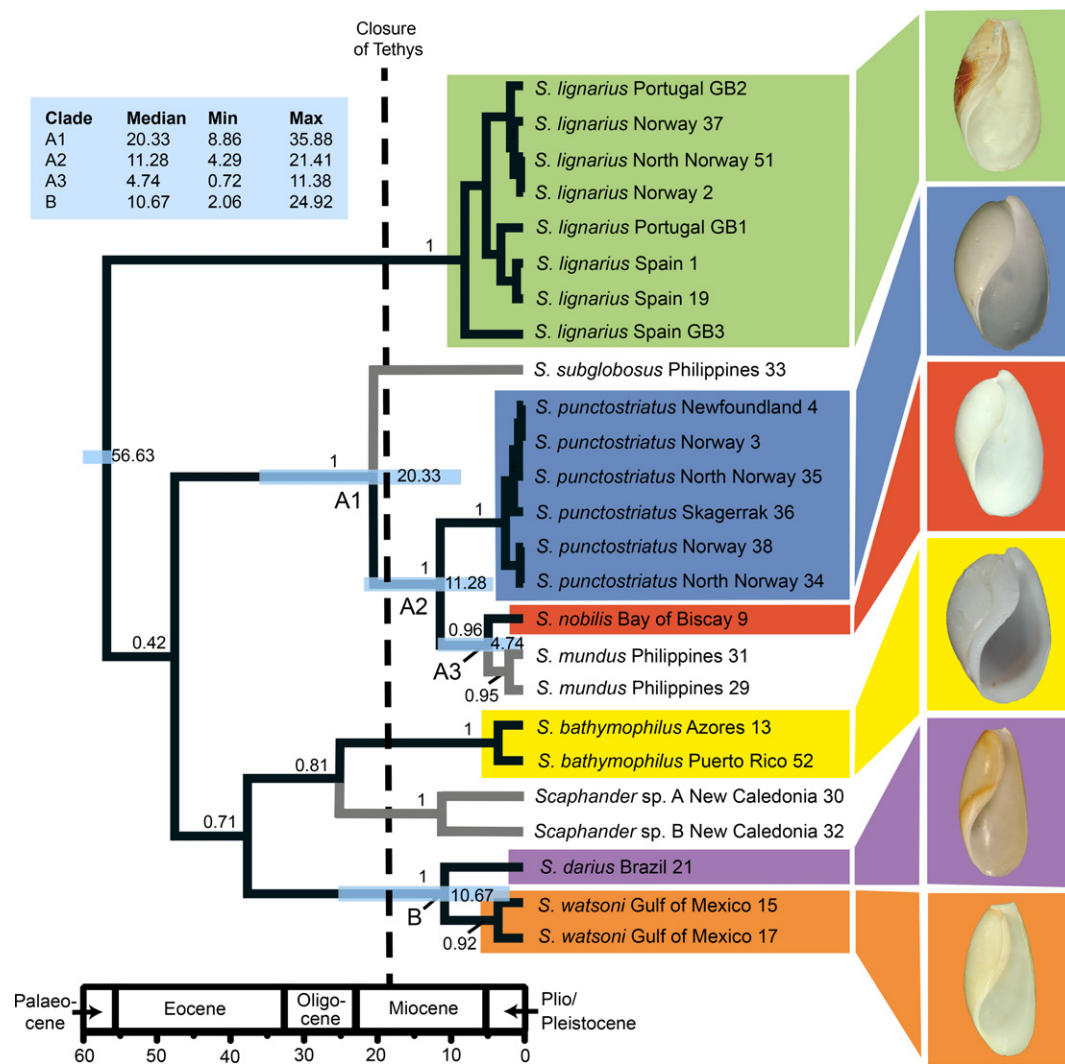 Closure
of Tethys
Clade Median Min Max
A1 20.33 8.86 35.88
A2 11.28 4.29 21.41
A3 4.74 0.72 11.38
B 10.67 2.06 24.92
S. lignarius Portugal GB2
S. lignarius Norway 37
S. lignarius North Norway 51
S. lignarius Norway 2
S. lignarius Portugal GB1
1
S. lignarius Spain 1
S. lignarius Spain 19
S. lignarius Spain GB3
S. subglobosus Philippines 33
S. punctostriatus Newfoundland 4
S. punctostriatus Norway 3
56.63
1
20.33
S. punctostriatus North Norway 35
A1
1
S. punctostriatus Skagerrak 36
S. punctostriatus Norway 38
1
11.28
S. punctostriatus North Norway 34
A2
S. nobilis Bay of Biscay 9
0.96
4.74
0.42
S. mundus Philippines 31
A3
0.95
S. mundus Philippines 29
1
S. bathymophilus Azores 13
S. bathymophilus Puerto Rico 52
0.81
1
Scaphander sp. A New Caledonia 30
0.71
Scaphander sp. B New Caledonia 32
1
S. darius Brazil 21
10.67
B
S. watsoni Gulf of Mexico 15
0.92
S. watsoni Gulf of Mexico 17
Palaeo-
cene
Eocene
Oligo-
cene
Miocene
Plio/
Pleistocene
60 50 40 30 20 10 0